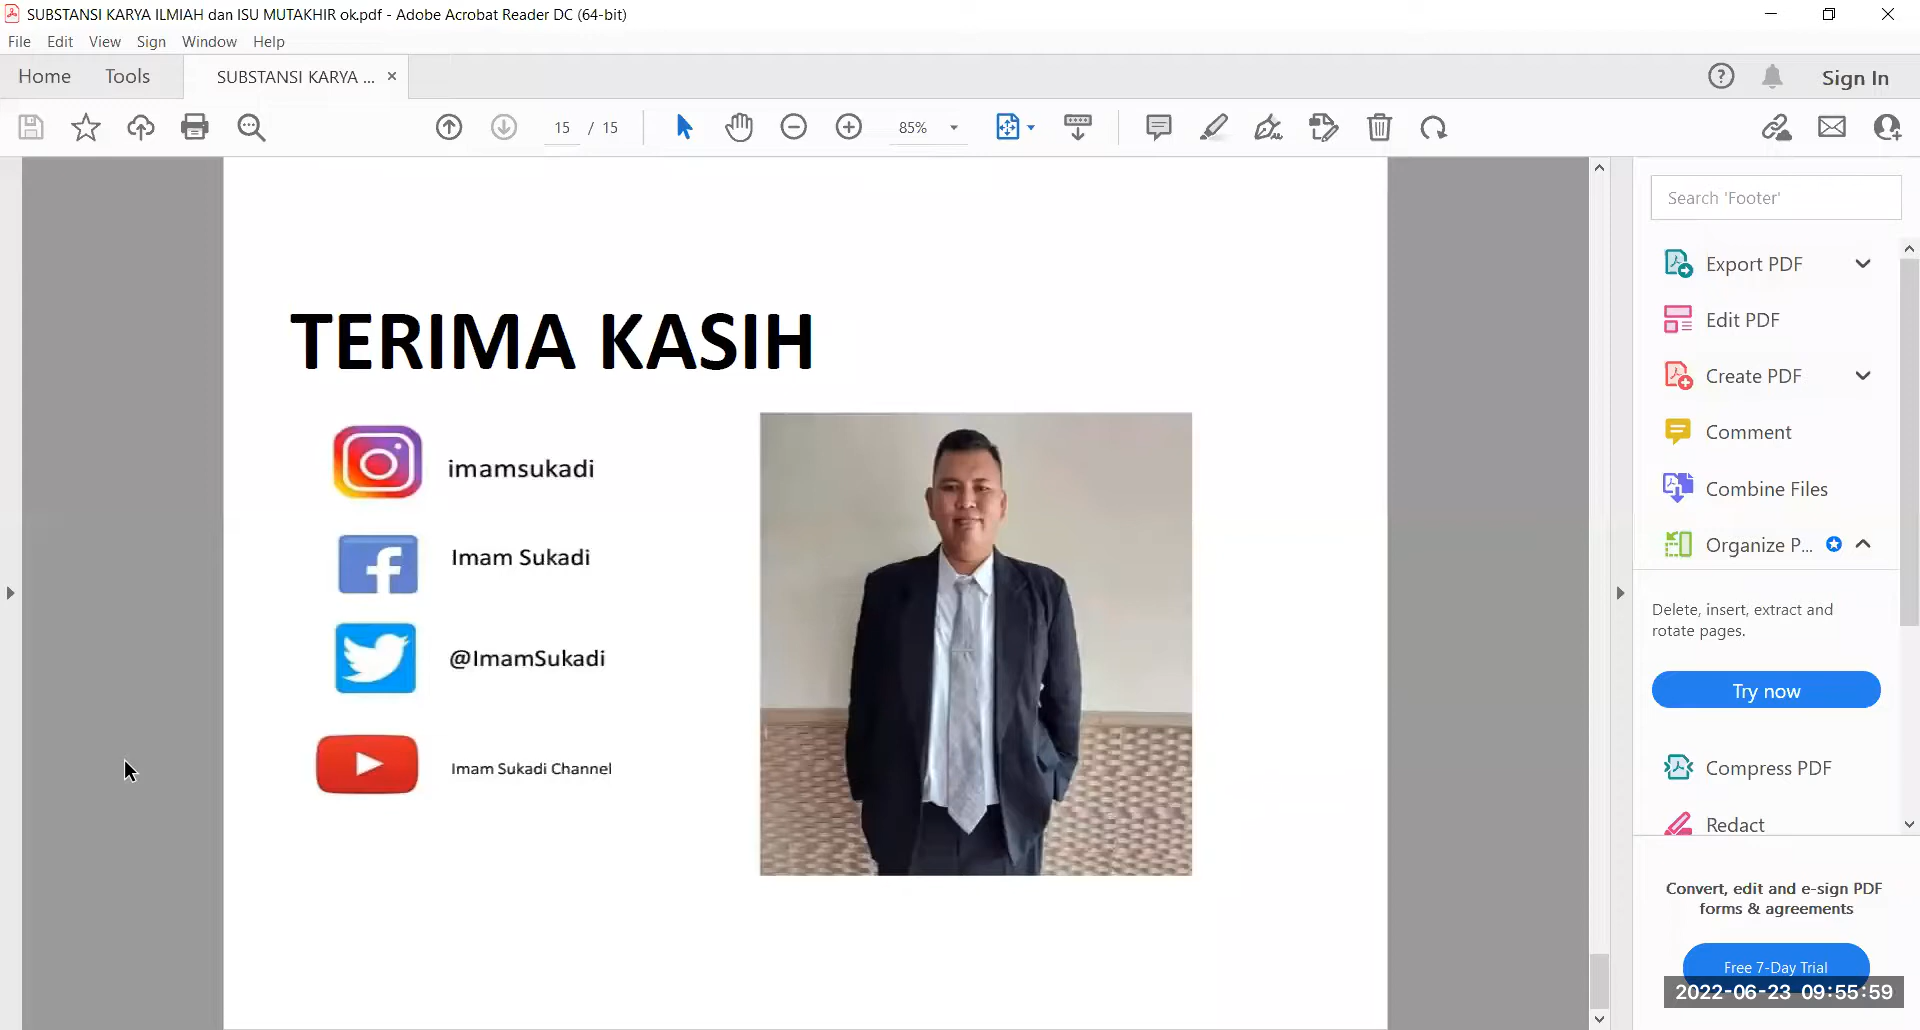 SUBSTANSI KARYA ILMIAH dan ISU MUTAKHIR ok.pdf - Adobe Acrobat Reader DC (64-bit)
File Edit View Sign Window Help
Home Tools SUBSTANSI KARYA ... ×
Sign In
15 / 15
85%
Search 'Footer'
Export PDF
Edit PDF
Create PDF
Comment
Combine Files
Organize P...
Delete, insert, extract and
rotate pages.
Try now
Compress PDF
Redact
Convert, edit and e-sign PDF
forms & agreements
Free 7-Day Trial
TERIMA KASIH
imamsukadi
Imam Sukadi
@ImamSukadi
Imam Sukadi Channel
2022-06-23 09:55:59